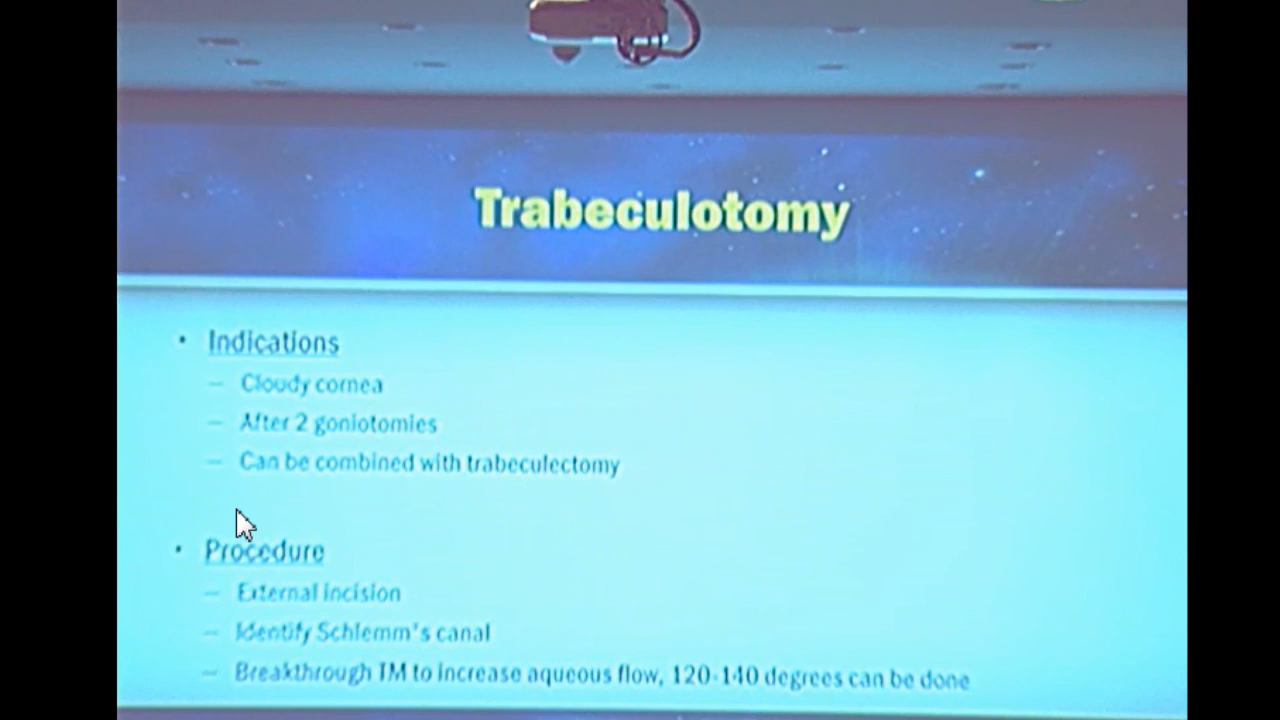 Trabeculotomy
• Indications
– Cloudy cornea
– After 2 goniotomies
– Can be combined with trabeculectomy
• Procedure
– External incision
– Identify Schlemm's canal
– Breakthrough TM to increase aqueous flow, 120-140 degrees can be done